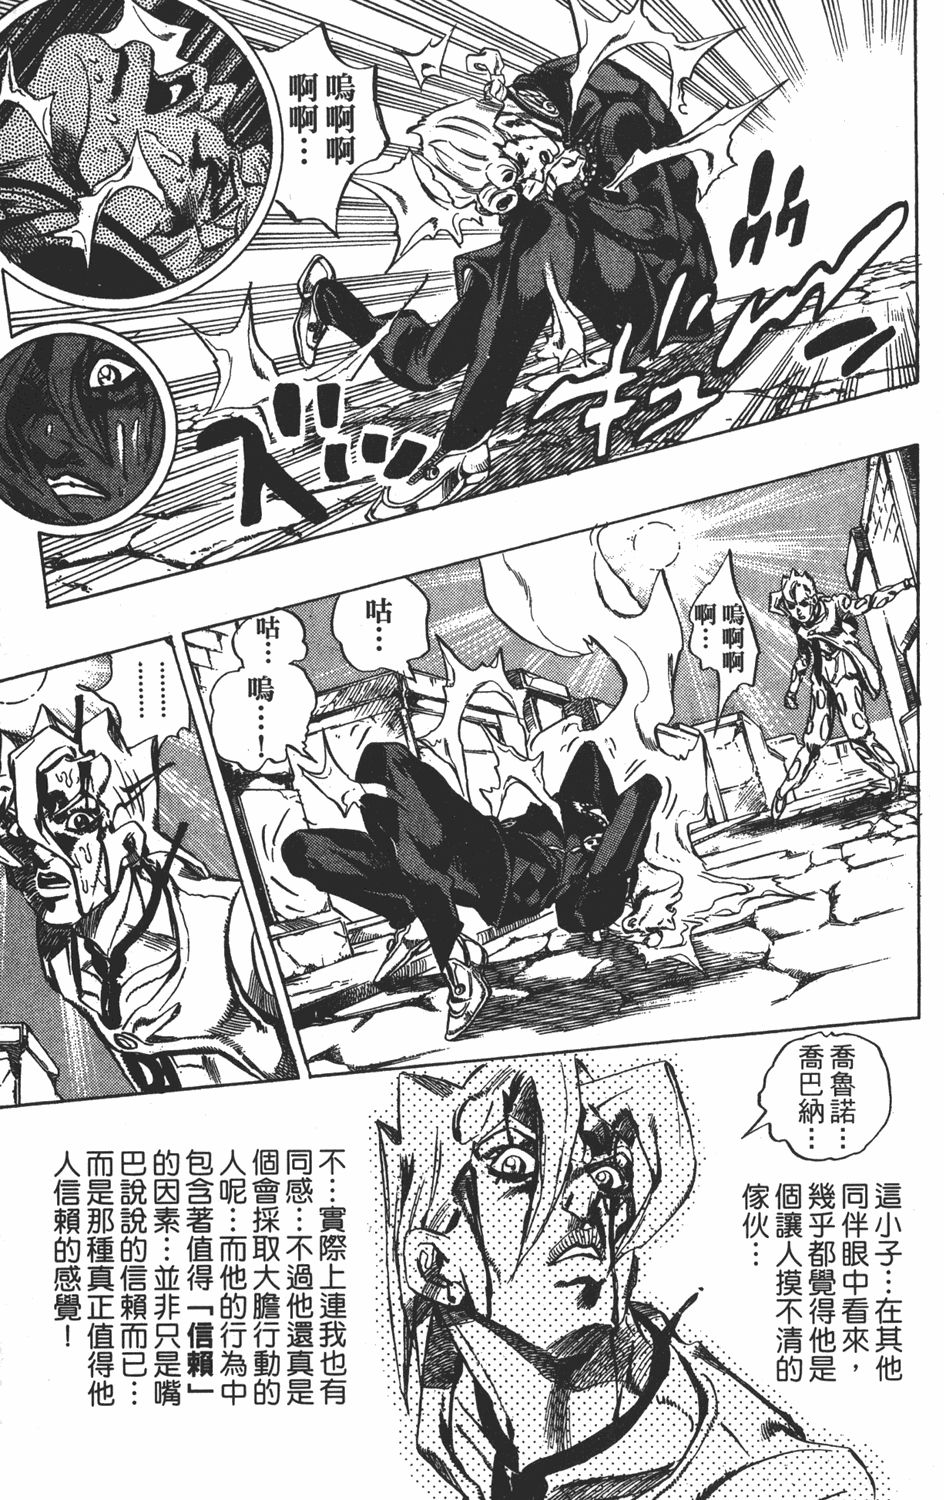 嗚啊啊
啊啊…
ググ
ギュ
ーン
ズズッ
嗚啊啊
啊…
咕…
咕…
嗚…！
………
………
喬魯諾…
喬巴納…
這小子…在其他
同伴眼中看來，
幾乎都覺得他是
個讓人摸不清的
傢伙…
不…實際上連我也有
同感…不過他還真是
個會採取大膽行動的
人呢…而他的行為中
包含著值得「信賴」
的因素…並非只是嘴
巴說說的信賴而已…
而是那種真正值得他
人信賴的感覺！